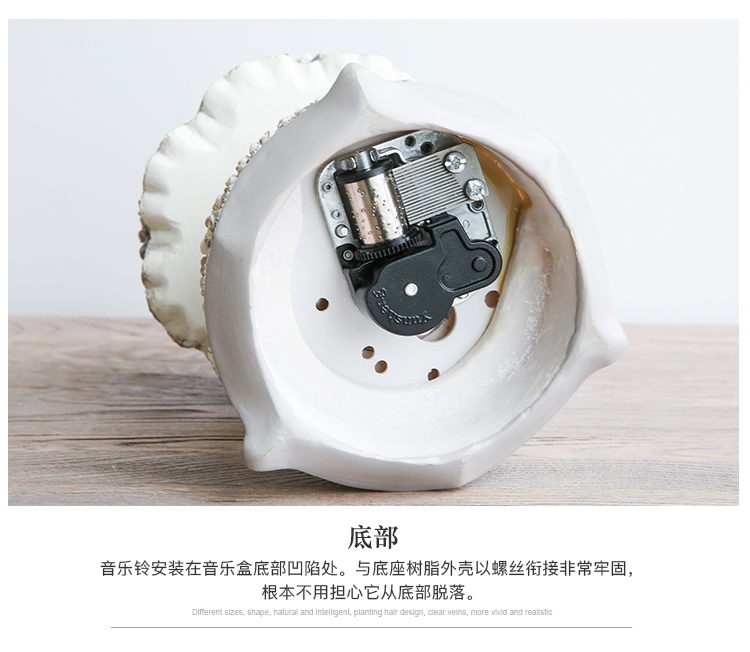 Yunsheng
底部
音乐铃安装在音乐盒底部凹陷处。与底座树脂外壳以螺丝衔接非常牢固，
根本不用担心它从底部脱落。
Different sizes, shape, natural and intelligent, planting hair design, clear veins, more vivid and realistic